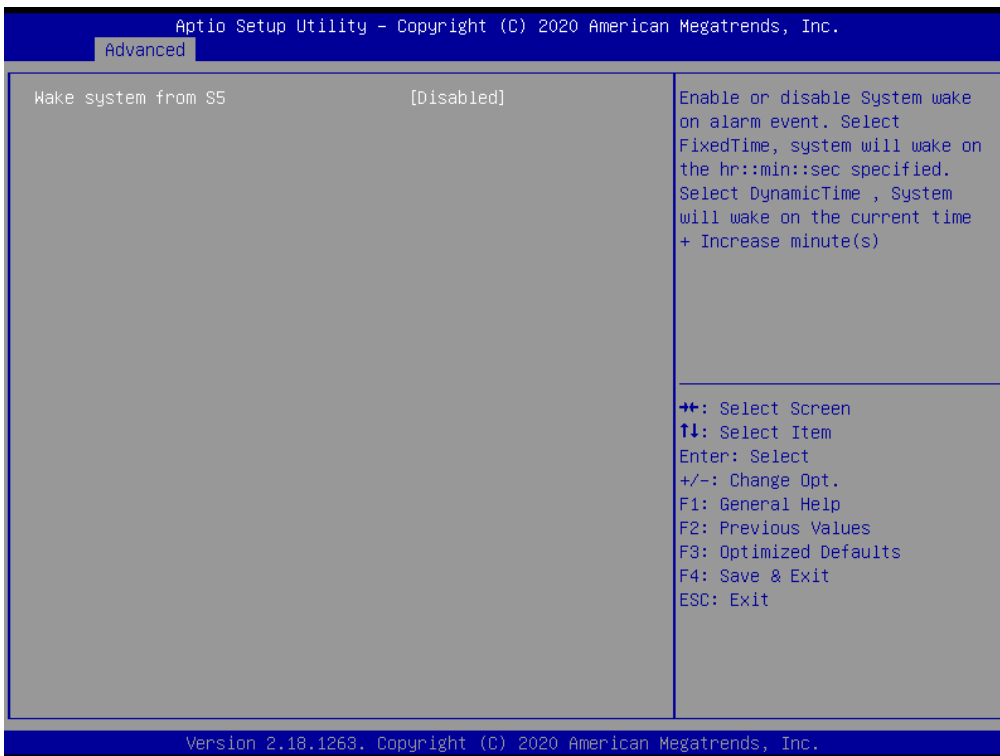 Aptio Setup Utility – Copyright (C) 2020 American Megatrends, Inc.
Advanced
Wake system from S5 [Disabled]
Enable or disable System wake
on alarm event. Select
FixedTime, system will wake on
the hr::min::sec specified.
Select DynamicTime , System
will wake on the current time
+ Increase minute(s)
→←: Select Screen
↑↓: Select Item
Enter: Select
+/-: Change Opt.
F1: General Help
F2: Previous Values
F3: Optimized Defaults
F4: Save & Exit
ESC: Exit
Version 2.18.1263. Copyright (C) 2020 American Megatrends, Inc.